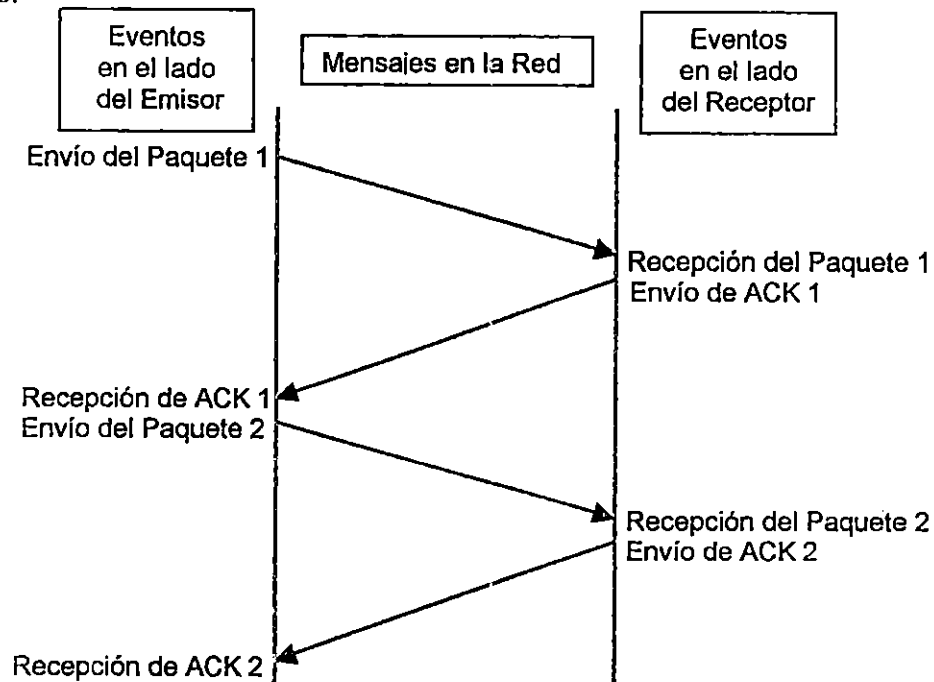 Eventos
en el lado
del Emisor
Mensajes en la Red
Eventos
en el lado
del Receptor
Envío del Paquete 1
Recepción del Paquete 1
Envío de ACK 1
Recepción de ACK 1
Envío del Paquete 2
Recepción del Paquete 2
Envío de ACK 2
Recepción de ACK 2